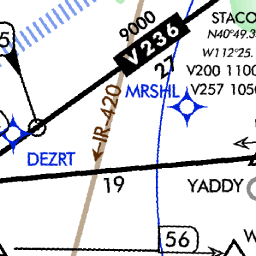 9000
V 236
27
STACO
N40°49.3
W112°25.
V200 1100
V257 1050
MRSHL
IR-420
5
DEZRT
19
YADDY
56
W